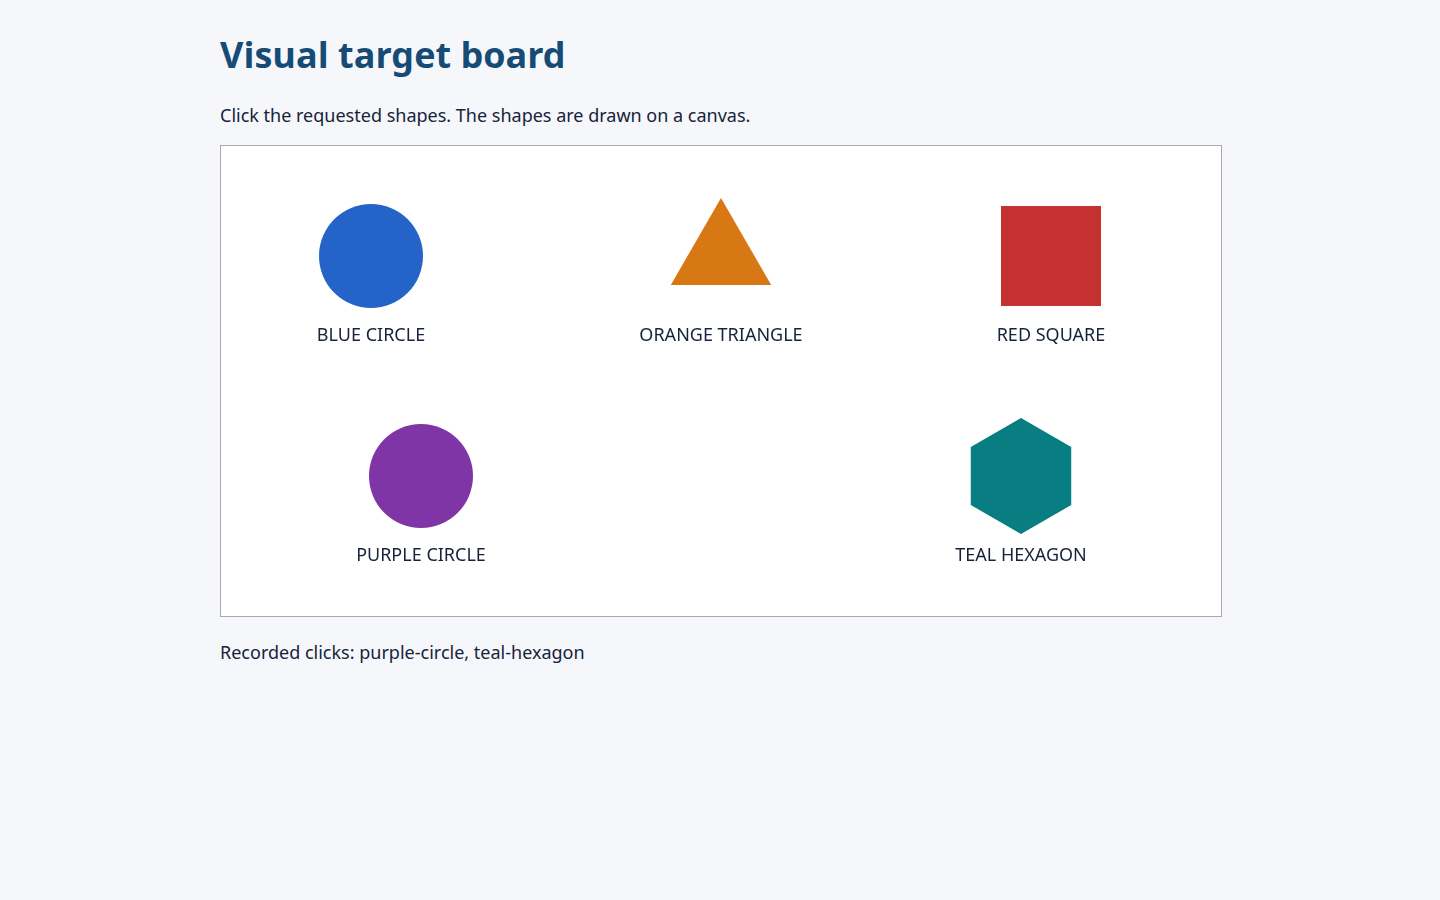 Visual target board
Click the requested shapes. The shapes are drawn on a canvas.
BLUE CIRCLE
ORANGE TRIANGLE
RED SQUARE
PURPLE CIRCLE
TEAL HEXAGON
Recorded clicks: purple-circle, teal-hexagon